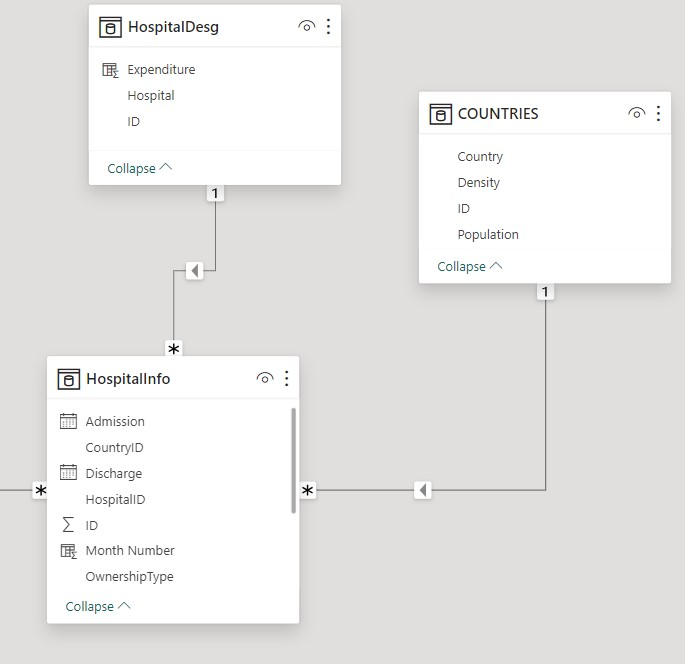 HospitalDesg
Expenditure
Hospital
ID
Collapse
1
COUNTRIES
Country
Density
ID
Population
Collapse
1
*
HospitalInfo
Admission
CountryID
Discharge
HospitalID
ID
Month Number
OwnershipType
Collapse
*
*